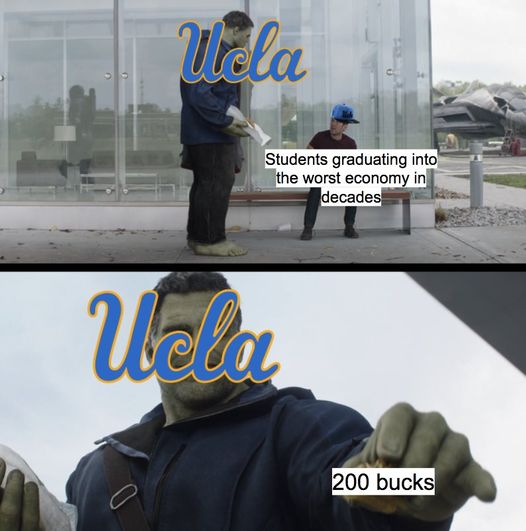 Ucla
Students graduating into
the worst economy in
decades
Ucla
200 bucks